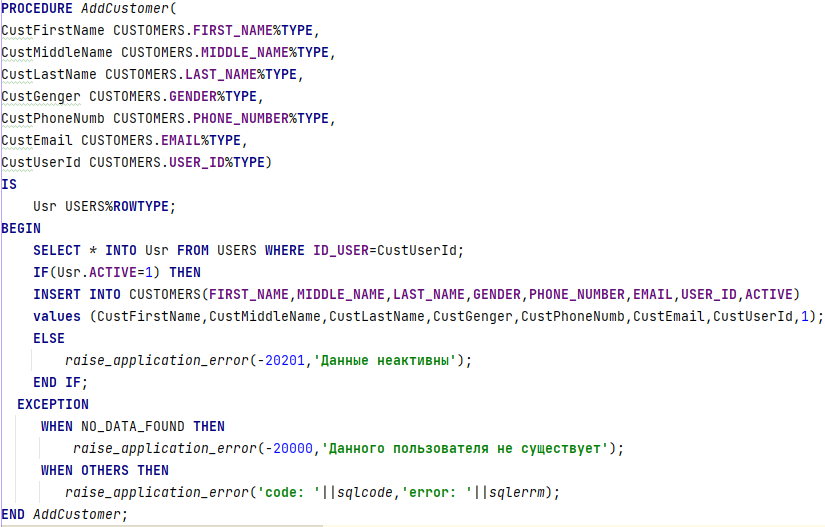 PROCEDURE AddCustomer(
CustFirstName CUSTOMERS.FIRST_NAME%TYPE,
CustMiddleName CUSTOMERS.MIDDLE_NAME%TYPE,
CustLastName CUSTOMERS.LAST_NAME%TYPE,
CustGenger CUSTOMERS.GENDER%TYPE,
CustPhoneNumb CUSTOMERS.PHONE_NUMBER%TYPE,
CustEmail CUSTOMERS.EMAIL%TYPE,
CustUserId CUSTOMERS.USER_ID%TYPE)
IS
    Usr USERS%ROWTYPE;
BEGIN
    SELECT * INTO Usr FROM USERS WHERE ID_USER=CustUserId;
    IF(Usr.ACTIVE=1) THEN
    INSERT INTO CUSTOMERS(FIRST_NAME,MIDDLE_NAME,LAST_NAME,GENDER,PHONE_NUMBER,EMAIL,USER_ID,ACTIVE)
    values (CustFirstName,CustMiddleName,CustLastName,CustGenger,CustPhoneNumb,CustEmail,CustUserId,1);
    ELSE
        raise_application_error(-20201,'Данные неактивны');
    END IF;
  EXCEPTION
     WHEN NO_DATA_FOUND THEN
         raise_application_error(-20000,'Данного пользователя не существует');
     WHEN OTHERS THEN
        raise_application_error('code: '||sqlcode,'error: '||sqlerrm);
END AddCustomer;